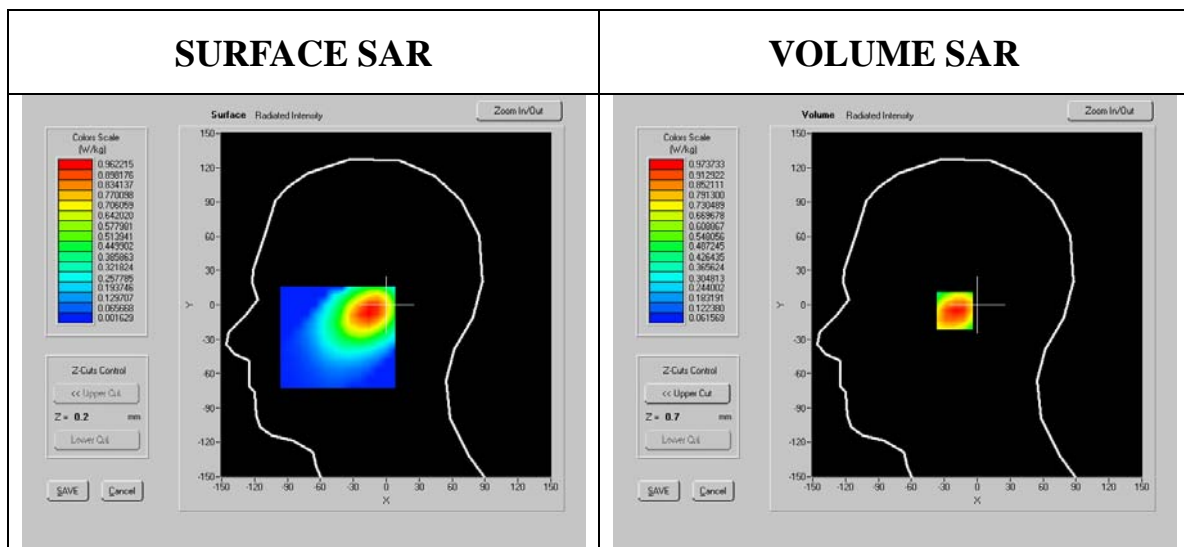 SURFACE SAR
VOLUME SAR
Surface Radiated Intensity
Zoom In/Out
Colors Scale
(W/kg)
0.962215
0.898176
0.834137
0.770098
0.706059
0.642020
0.577981
0.513941
0.449902
0.385863
0.321824
0.257785
0.193746
0.129707
0.065668
0.001629
150
120
90
60
30
0
-30
-60
-90
-120
-150
Y
-150 -120 -90 -60 -30 0 30 60 90 120 150
X
Z-Cuts Control
<< Upper Cut
Z = 0.2 mm
Lower Cut
SAVE Cancel
Volume Radiated Intensity
Zoom In/Out
Colors Scale
(W/kg)
0.973733
0.912922
0.852111
0.791300
0.730489
0.669678
0.608867
0.548056
0.487245
0.426435
0.365624
0.304813
0.244002
0.183191
0.122380
0.061569
150
120
90
60
30
0
-30
-60
-90
-120
-150
Y
-150 -120 -90 -60 -30 0 30 60 90 120 150
X
Z-Cuts Control
<< Upper Cut
Z = 0.7 mm
Lower Cut
SAVE Cancel